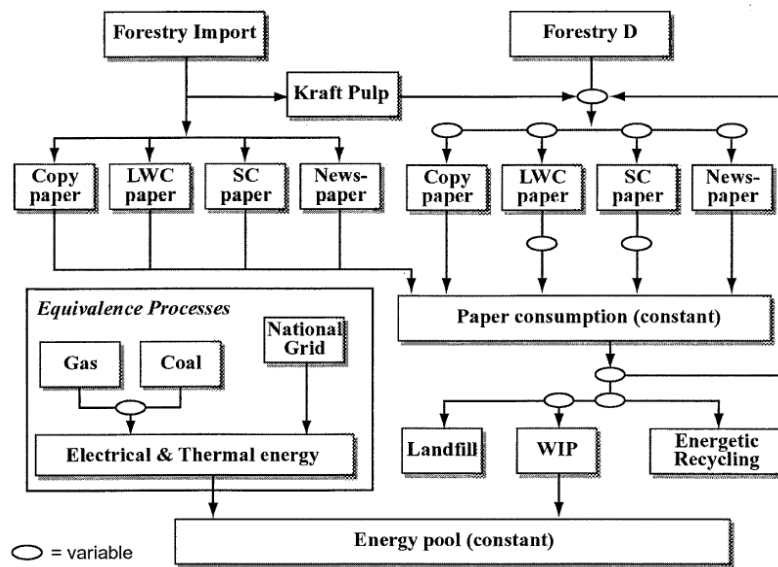 Forestry Import
Forestry D
Kraft Pulp
Copy
paper
LWC
paper
SC
paper
News-
paper
Copy
paper
LWC
paper
SC
paper
News-
paper
Equivalence Processes
National
Grid
Paper consumption (constant)
Gas
Coal
Electrical & Thermal energy
Landfill
WIP
Energetic
Recycling
Energy pool (constant)
= variable